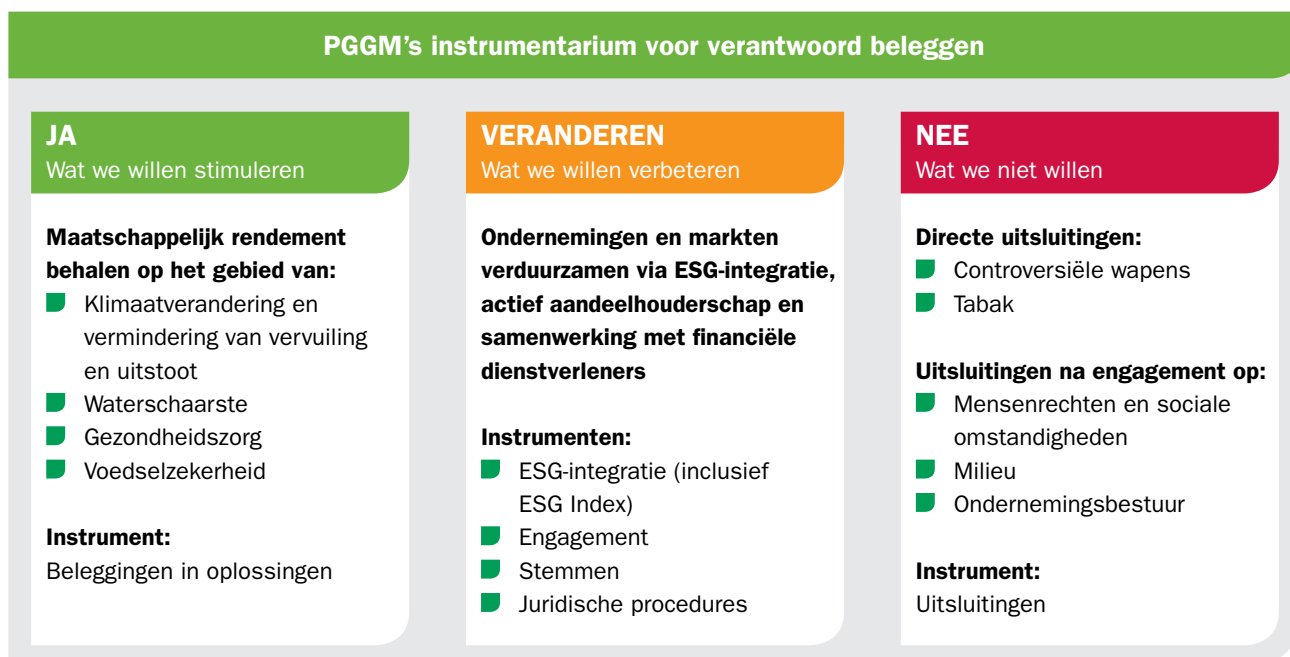 PGGM's instrumentarium voor verantwoord beleggen
JA
Wat we willen stimuleren
Maatschappelijk rendement
behalen op het gebied van:
Klimaatverandering en
vermindering van vervuiling
en uitstoot
Waterschaarste
Gezondheidszorg
Voedselzekerheid
Instrument:
Beleggingen in oplossingen
VERANDEREN
Wat we willen verbeteren
Ondernemingen en markten
verduurzamen via ESG-integratie,
actief aandeelhouderschap en
samenwerking met financiële
dienstverleners
Instrumenten:
ESG-integratie (inclusief
ESG Index)
Engagement
Stemmen
Juridische procedures
NEE
Wat we niet willen
Directe uitsluitingen:
Controversiële wapens
Tabak
Uitsluitingen na engagement op:
Mensenrechten en sociale
omstandigheden
Milieu
Ondernemingsbestuur
Instrument:
Uitsluitingen